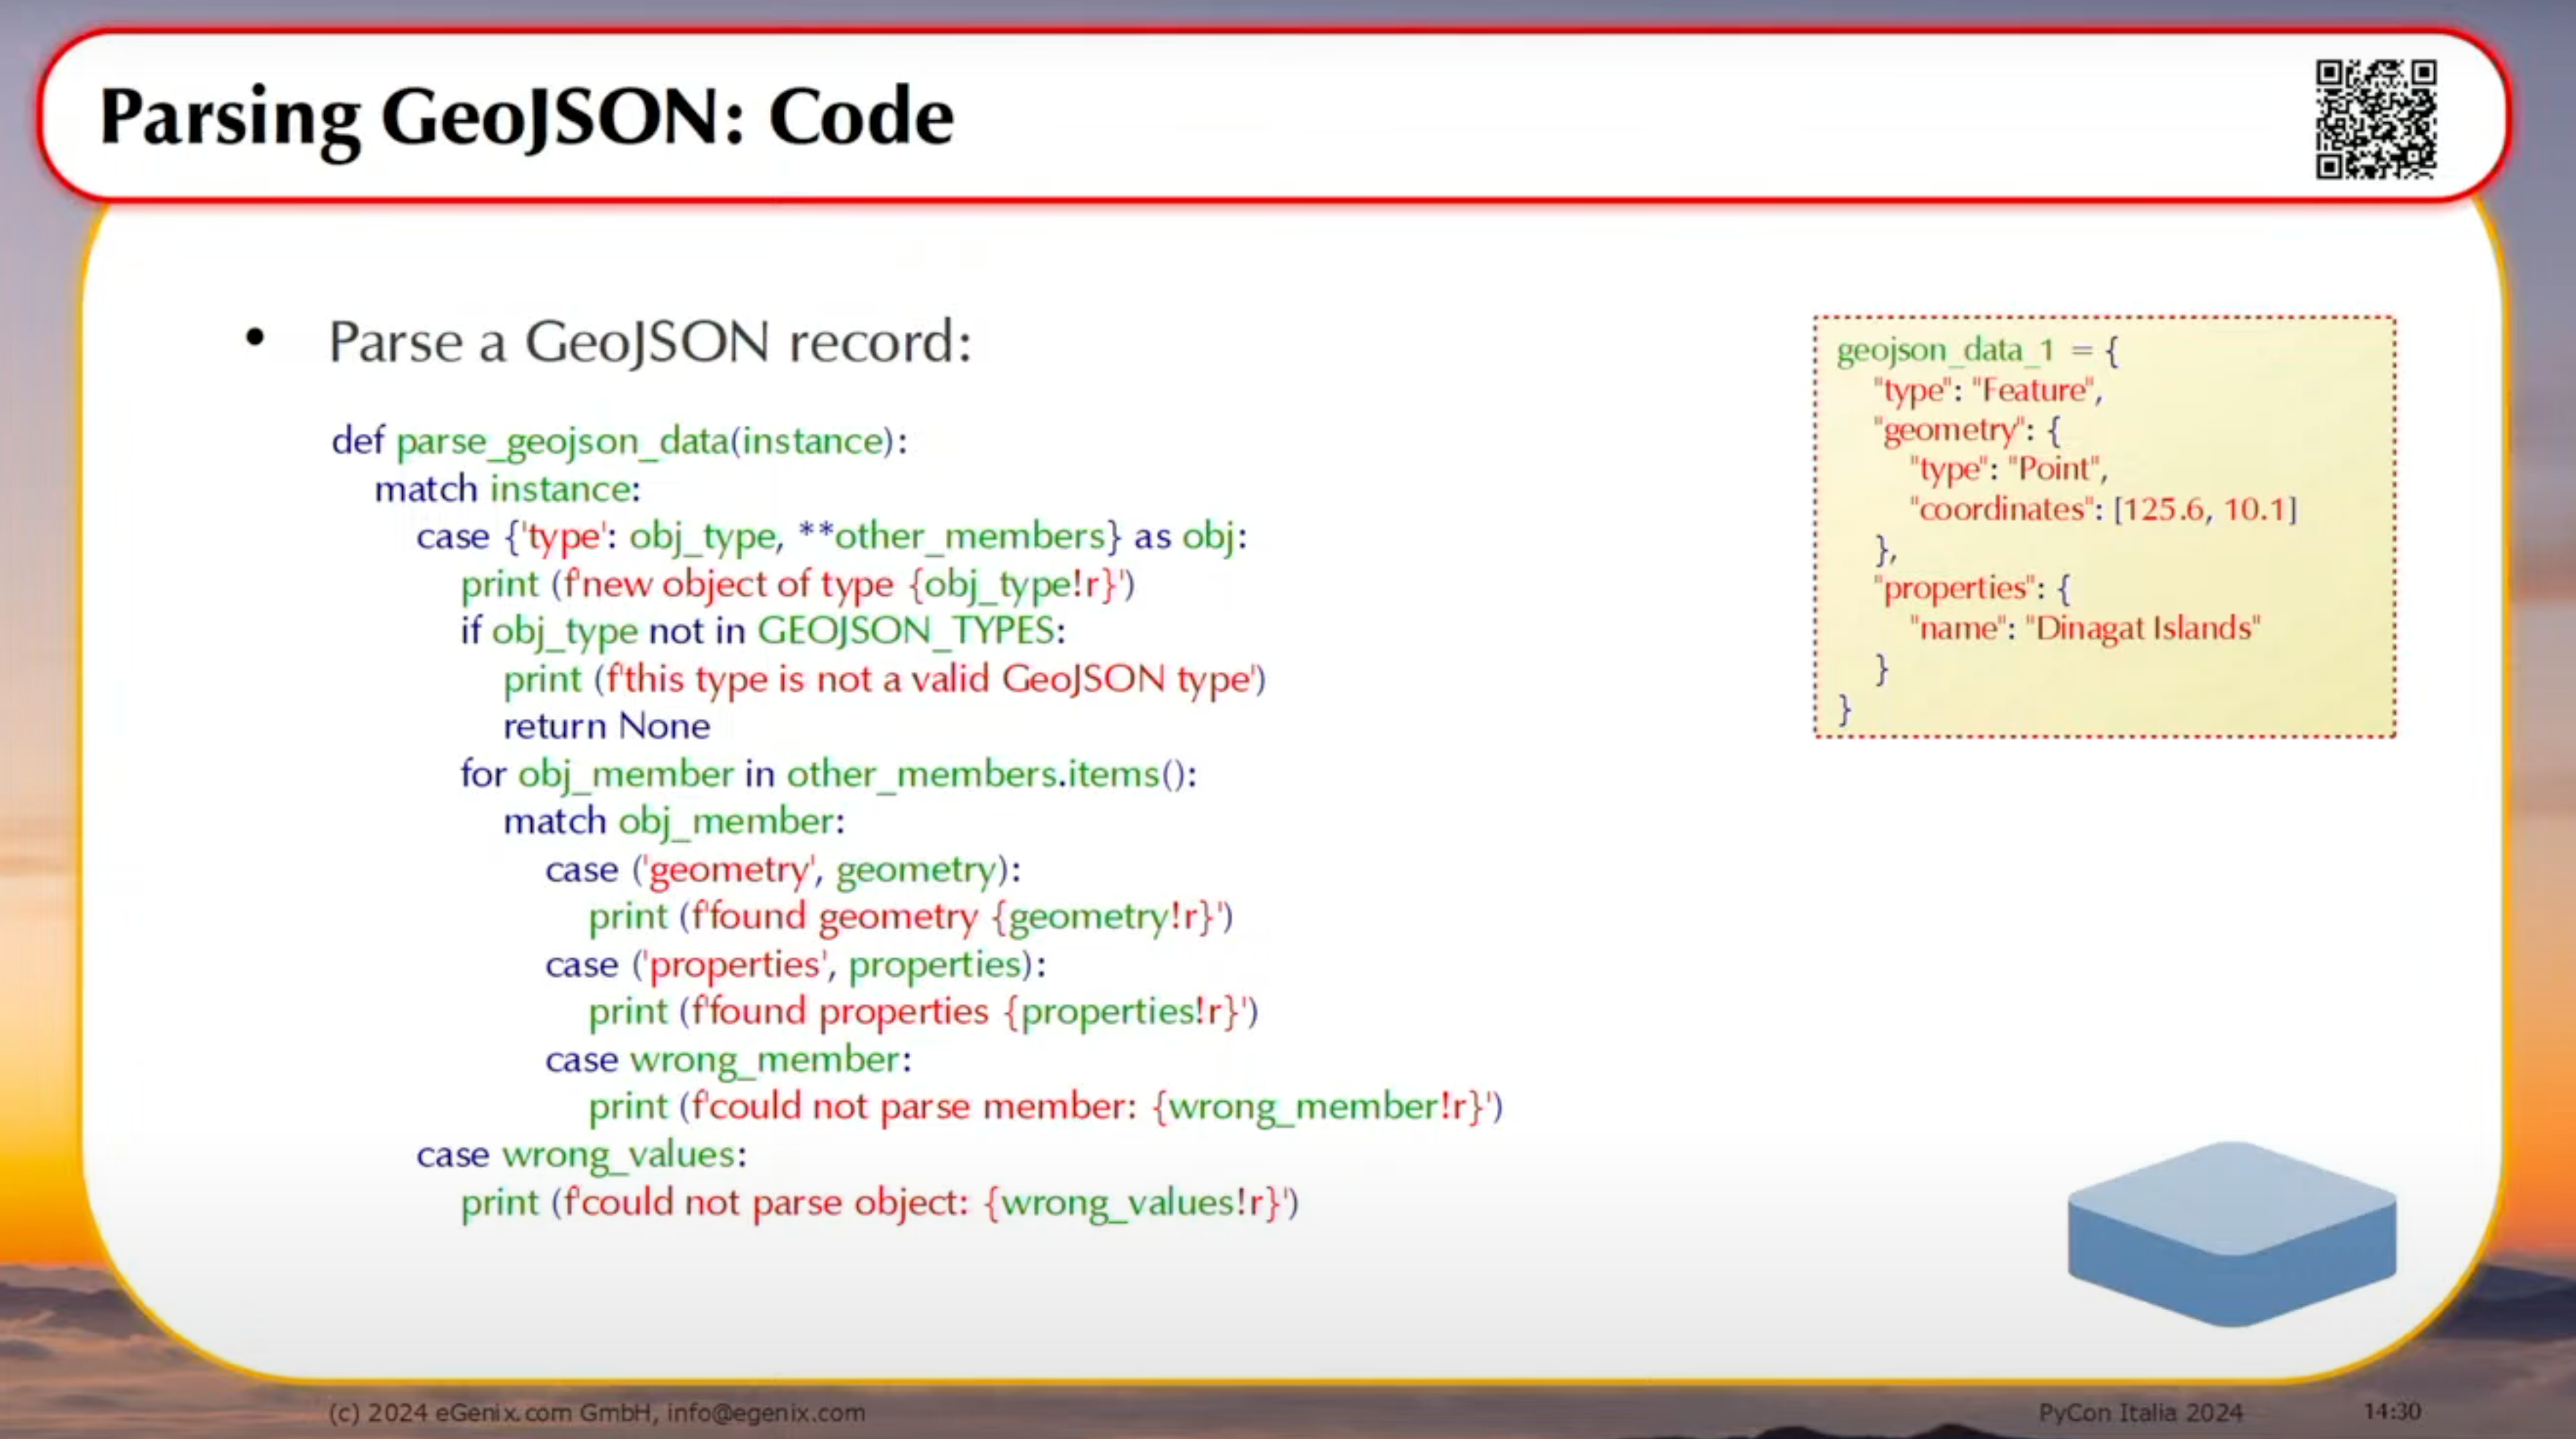 Parsing GeoJSON: Code
• Parse a GeoJSON record:
def parse_geojson_data(instance):
match instance:
case {'type': obj_type, **other_members} as obj:
print (f'new object of type {obj_type!r}')
if obj_type not in GEOJSON_TYPES:
print (f'this type is not a valid GeoJSON type')
return None
for obj_member in other_members.items():
match obj_member:
case ('geometry', geometry):
print (f'found geometry {geometry!r}')
case ('properties', properties):
print (f'found properties {properties!r}')
case wrong_member:
print (f'could not parse member: {wrong_member!r}')
case wrong_values:
print (f'could not parse object: {wrong_values!r}')
geojson_data_1 = {
"type": "Feature",
"geometry": {
"type": "Point",
"coordinates": [125.6, 10.1]
},
"properties": {
"name": "Dinagat Islands"
}
}
(c) 2024 eGenix.com GmbH, info@egenix.com
PyCon Italia 2024
14:30